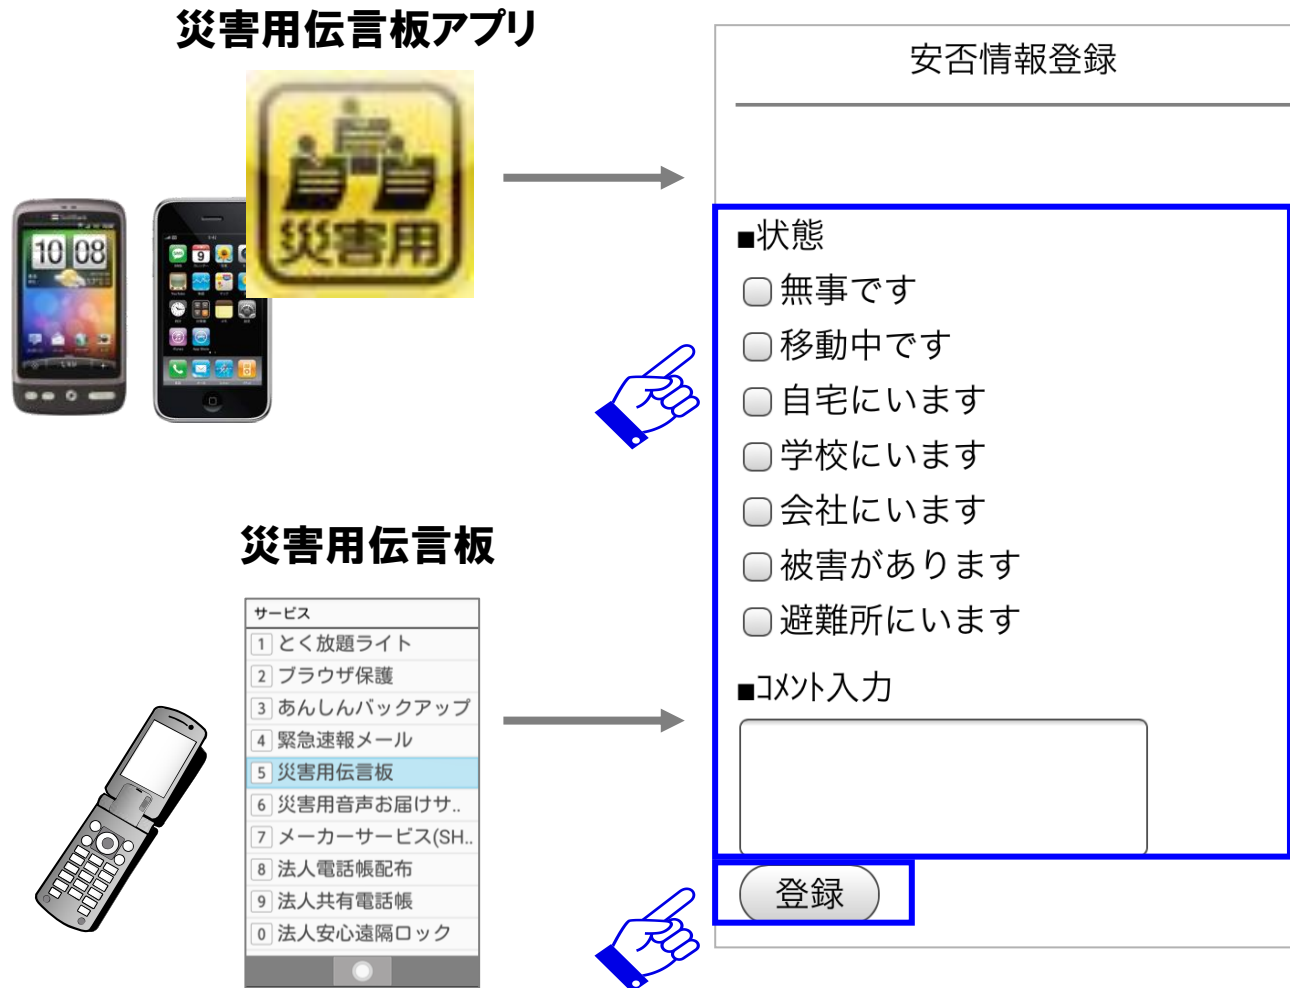 災害用伝言板アプリ
災害用
10 08
安否情報登録
■状態
無事です
移動中です
自宅にいます
学校にいます
会社にいます
被害があります
避難所にいます
■コメント入力
登録
災害用伝言板
サービス
1 とく放題ライト
2 ブラウザ保護
3 あんしんバックアップ
4 緊急速報メール
5 災害用伝言板
6 災害用音声お届けサ..
7 メーカーサービス(SH..
8 法人電話帳配布
9 法人共有電話帳
0 法人安心遠隔ロック